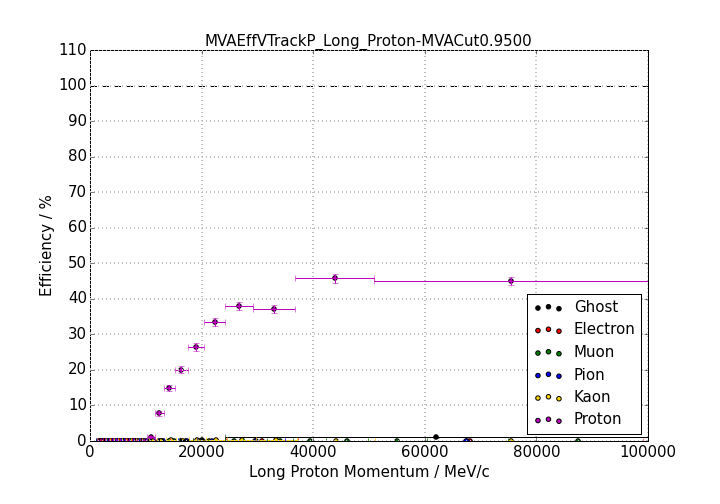 MVAEffVTrackP_Long_Proton-MVACut0.9500
110
100
90
80
70
60
50
40
30
20
10
0
Efficiency / %
Ghost
Electron
Muon
Pion
Kaon
Proton
0 20000 40000 60000 80000 100000
Long Proton Momentum / MeV/c